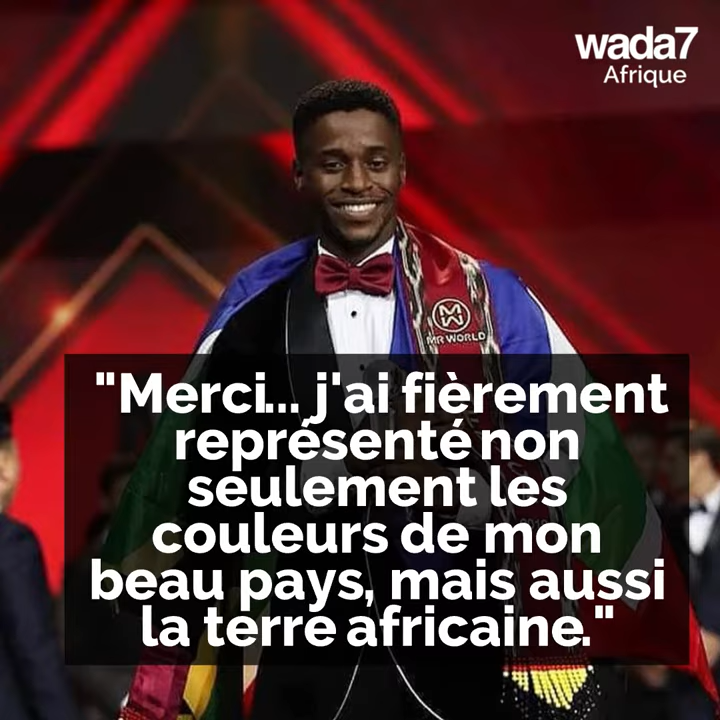 wada7
Afrique
MR WORLD
"Merci... j'ai fièrement
représenté non
seulement les
couleurs de mon
beau pays, mais aussi
la terre africaine."